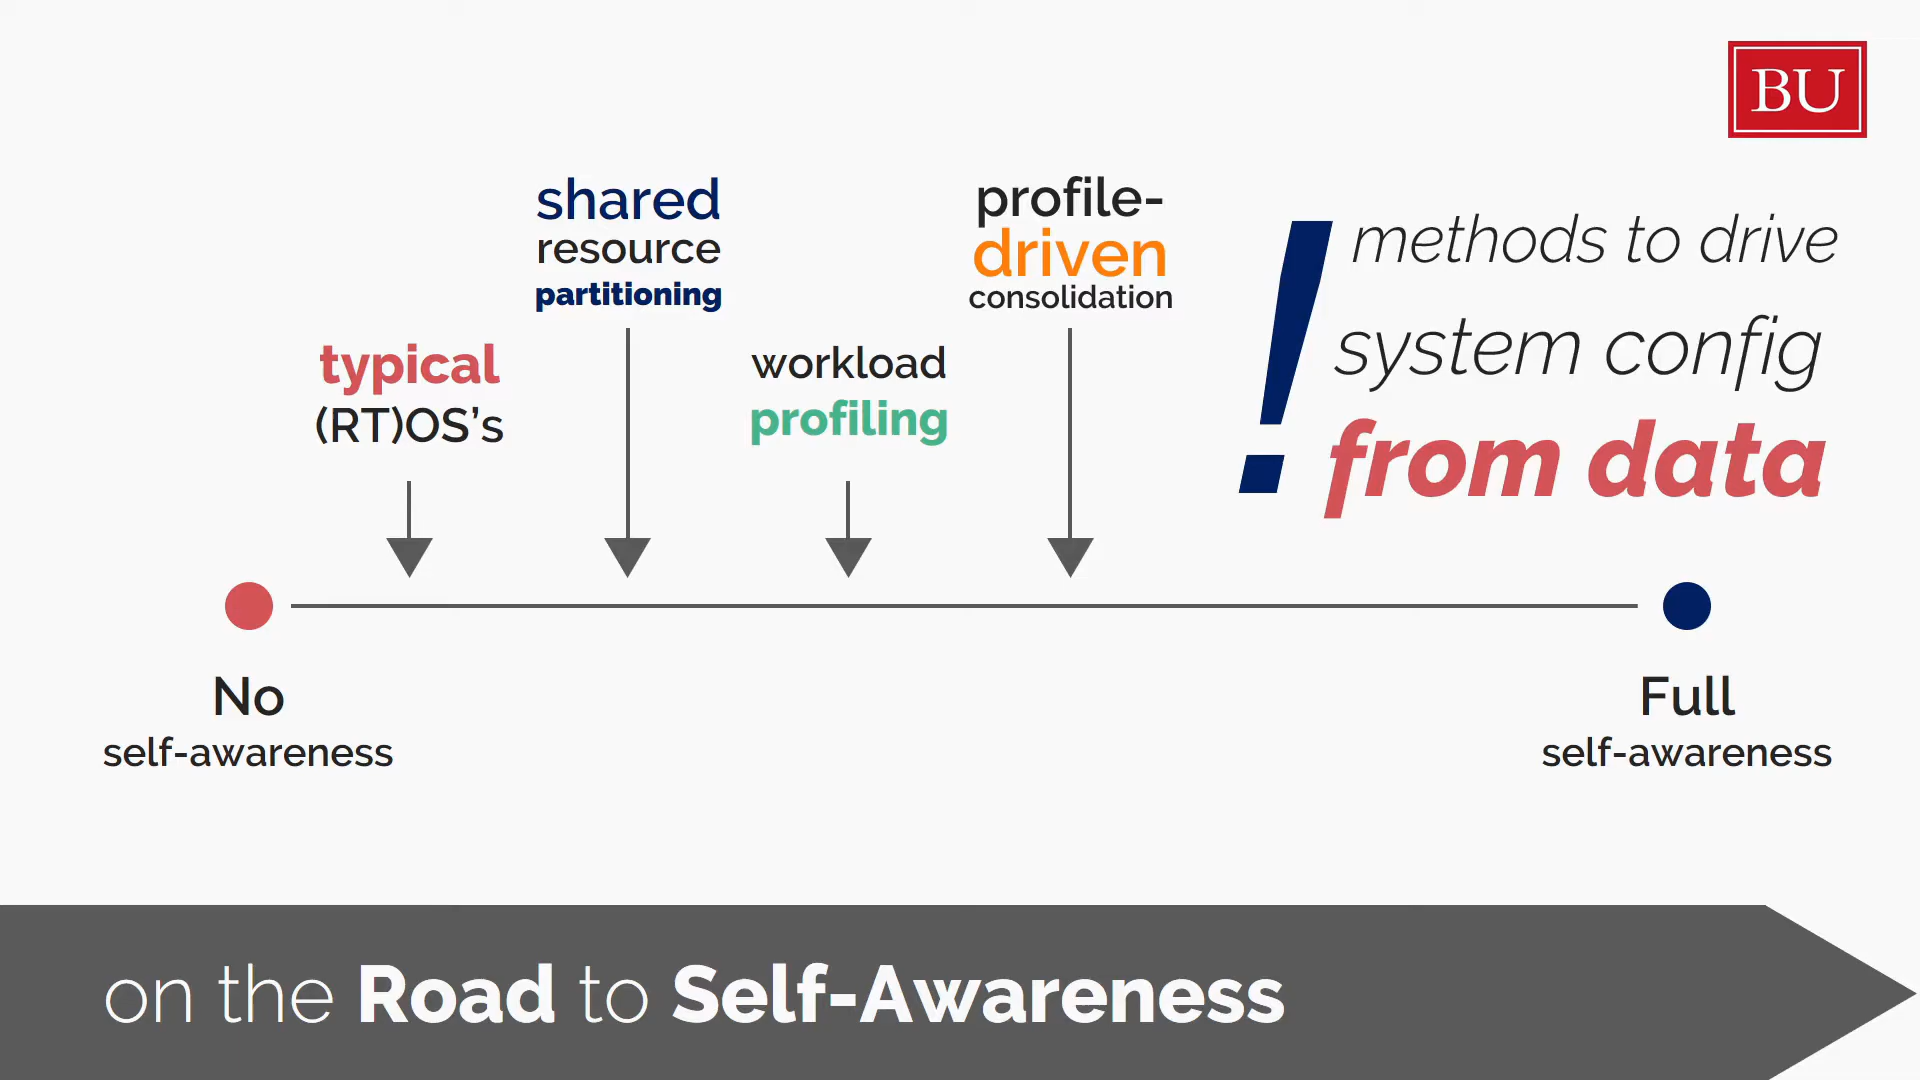 BU
shared
resource
partitioning
profile-
driven
consolidation
! methods to drive
system config
from data
typical
(RT)OS’s
workload
profiling
No
self-awareness
Full
self-awareness
on the Road to Self-Awareness